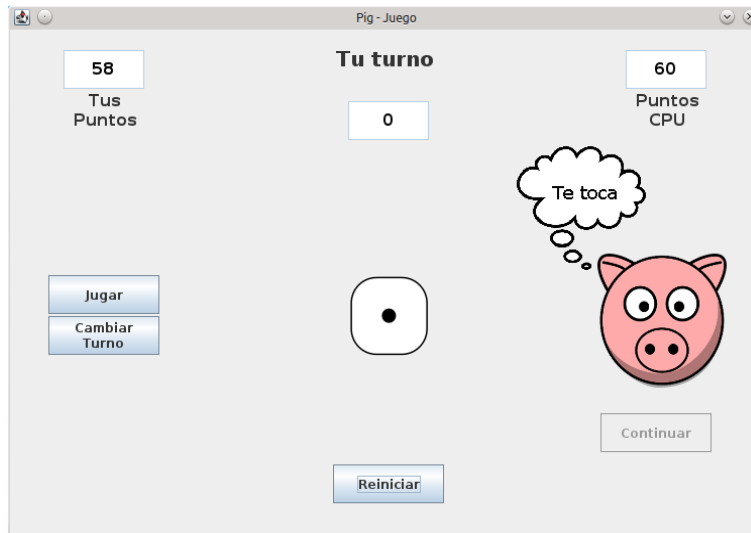 Pig - Juego
58
Tu turno
60
Tus
Puntos
Puntos
CPU
0
Te toca
Jugar
Cambiar
Turno
Continuar
Reiniciar